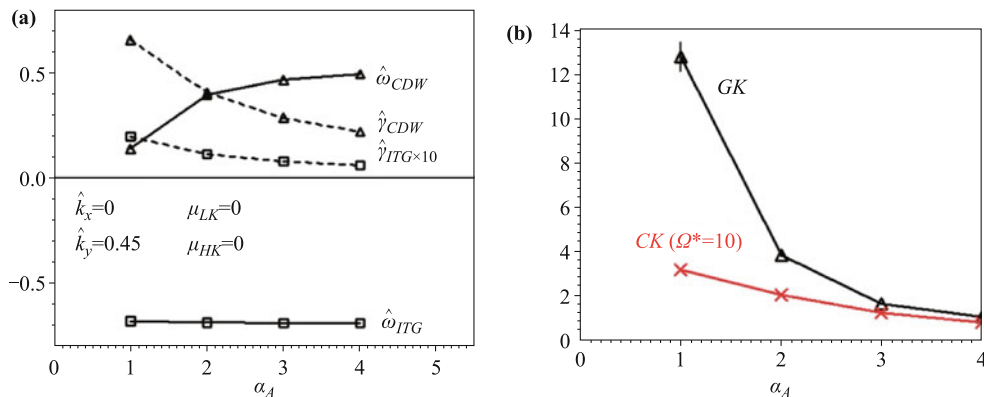 (a)
0.5
0.0
−0.5
ω̂CDW
γ̂CDW
γ̂ITG×10
k̂x=0 μLK=0
k̂y=0.45 μHK=0
ω̂ITG
0 1 2 3 4 5
αA
(b)
14
12
10
8
6
4
2
0
GK
CK (Ω*=10)
0 1 2 3 4
αA